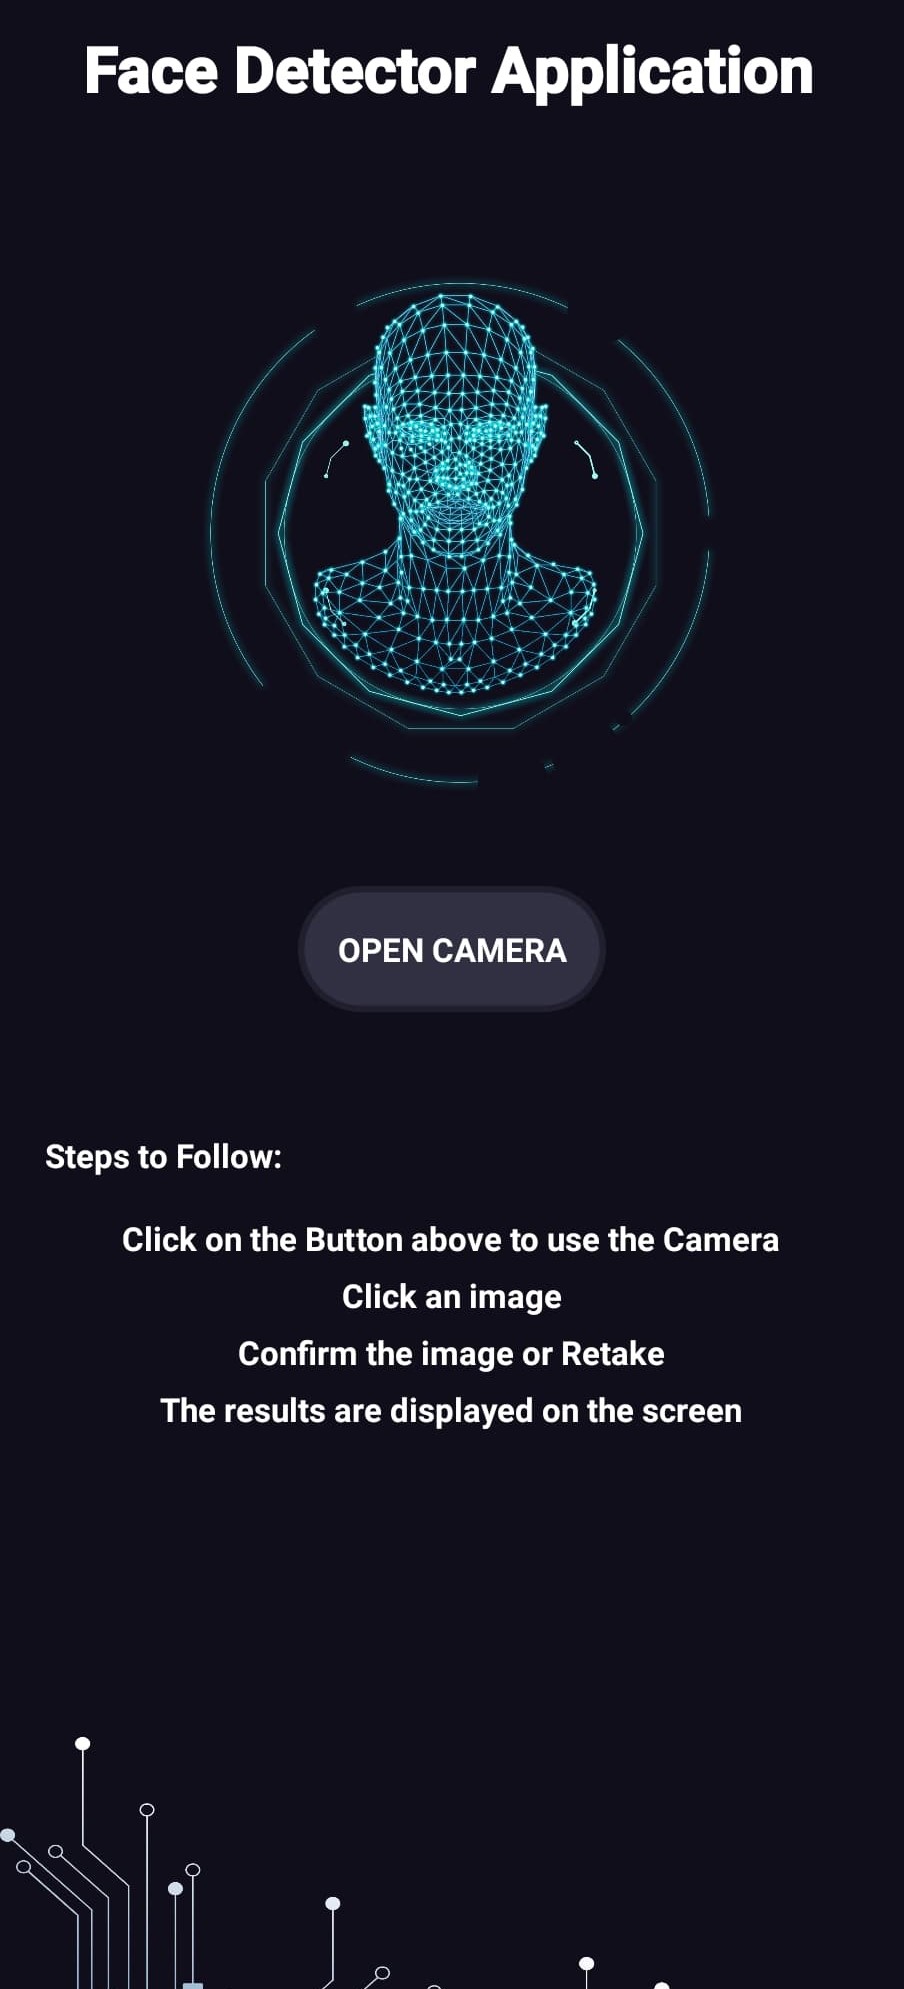 Face Detector Application
OPEN CAMERA
Steps to Follow:
Click on the Button above to use the Camera
Click an image
Confirm the image or Retake
The results are displayed on the screen